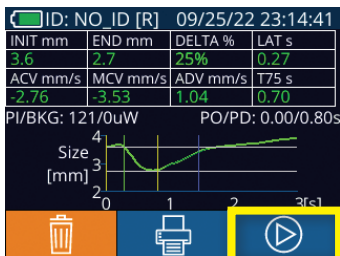 ID: NO_ID [R] 09/25/22 23:14:41
INIT mm END mm DELTA % LAT s
3.6 2.7 25% 0.27
ACV mm/s MCV mm/s ADV mm/s T75 s
-2.76 -3.53 1.04 0.70
PI/BKG: 121/0uW PO/PD: 0.00/0.80s
4
Size
3
[mm]
2
0 1 2 3[s]